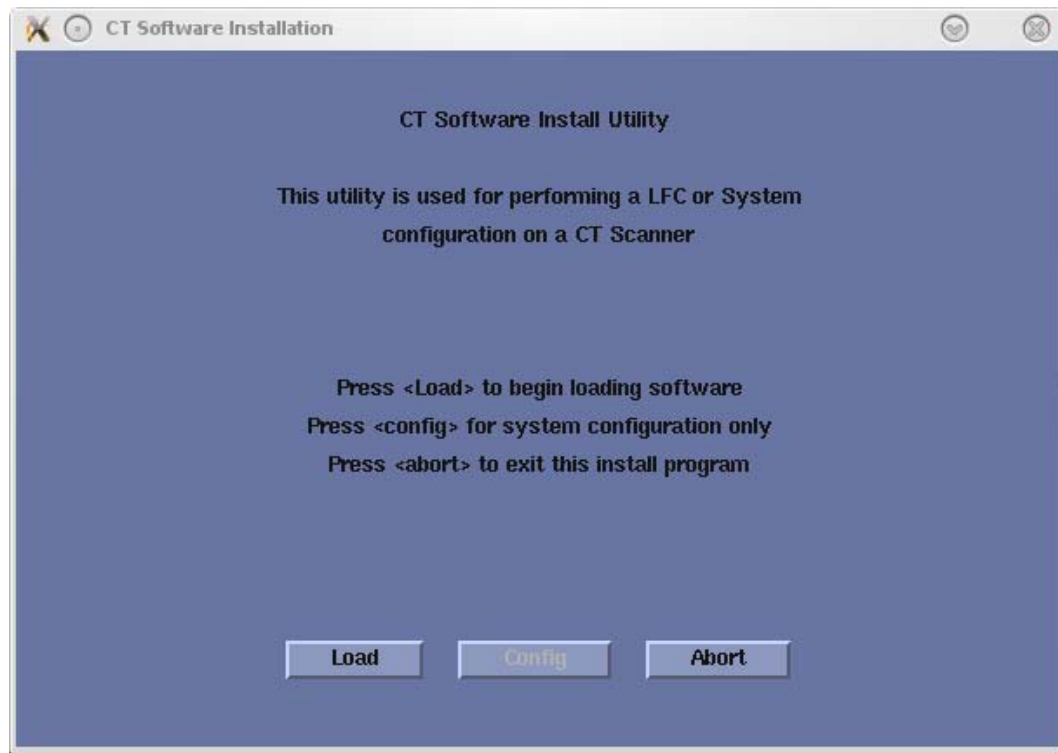 CT Software Installation
CT Software Install Utility
This utility is used for performing a LFC or System
configuration on a CT Scanner
Press <Load> to begin loading software
Press <config> for system configuration only
Press <abort> to exit this install program
Load Config Abort